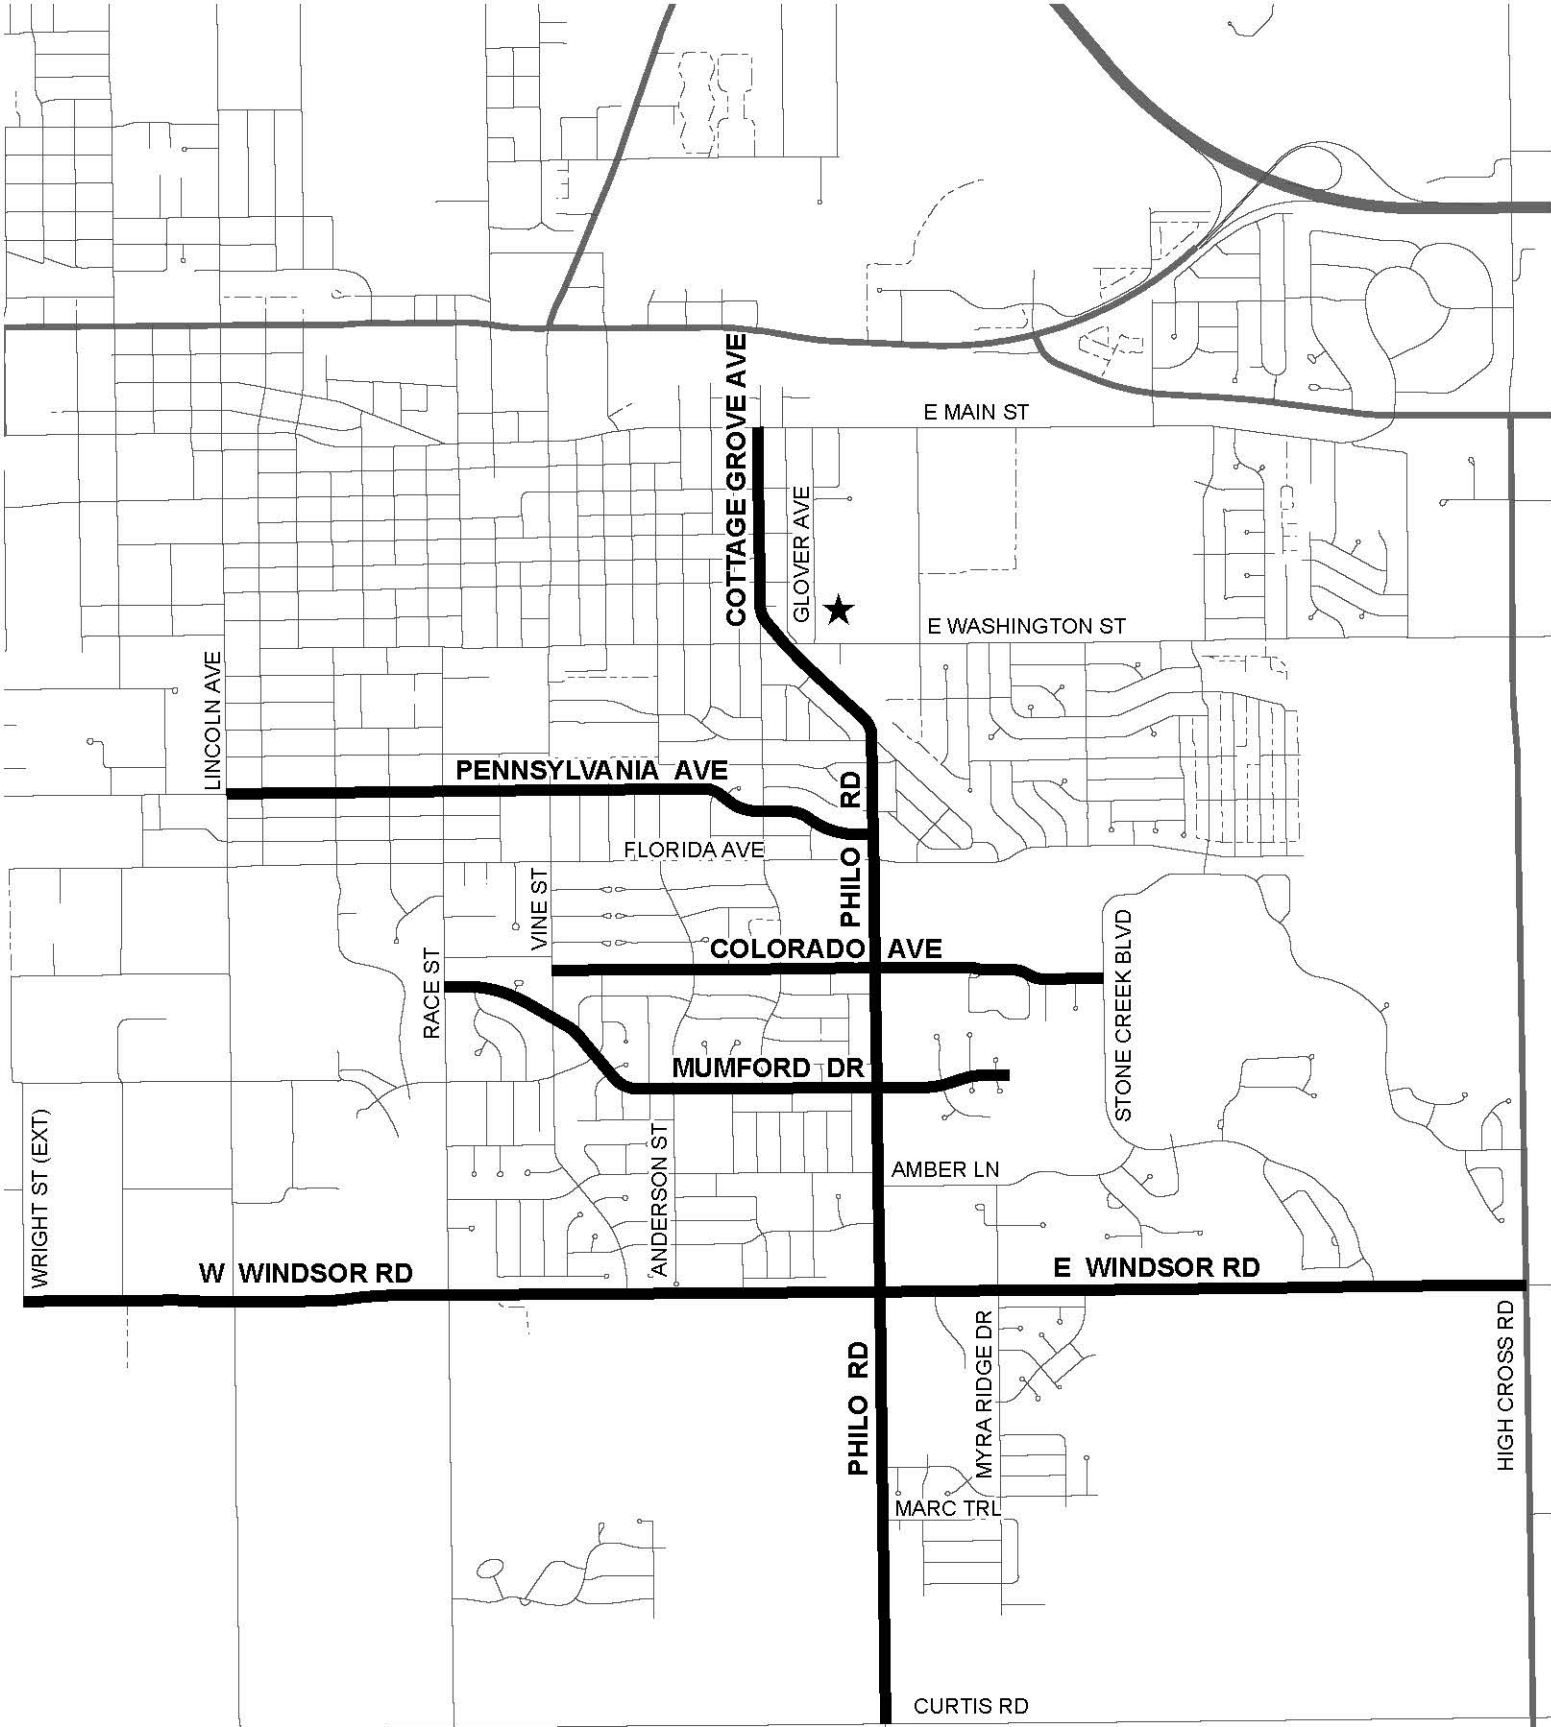 E MAIN ST
COTTAGE GROVE AVE
GLOVER AVE
E WASHINGTON ST
LINCOLN AVE
PENNSYLVANIA AVE
PHILO RD
FLORIDA AVE
VINE ST
COLORADO AVE
STONE CREEK BLVD
RACE ST
MUMFORD DR
WRIGHT ST (EXT)
ANDERSON ST
AMBER LN
W WINDSOR RD
E WINDSOR RD
PHILO RD
MYRA RIDGE DR
HIGH CROSS RD
MARC TRL
CURTIS RD